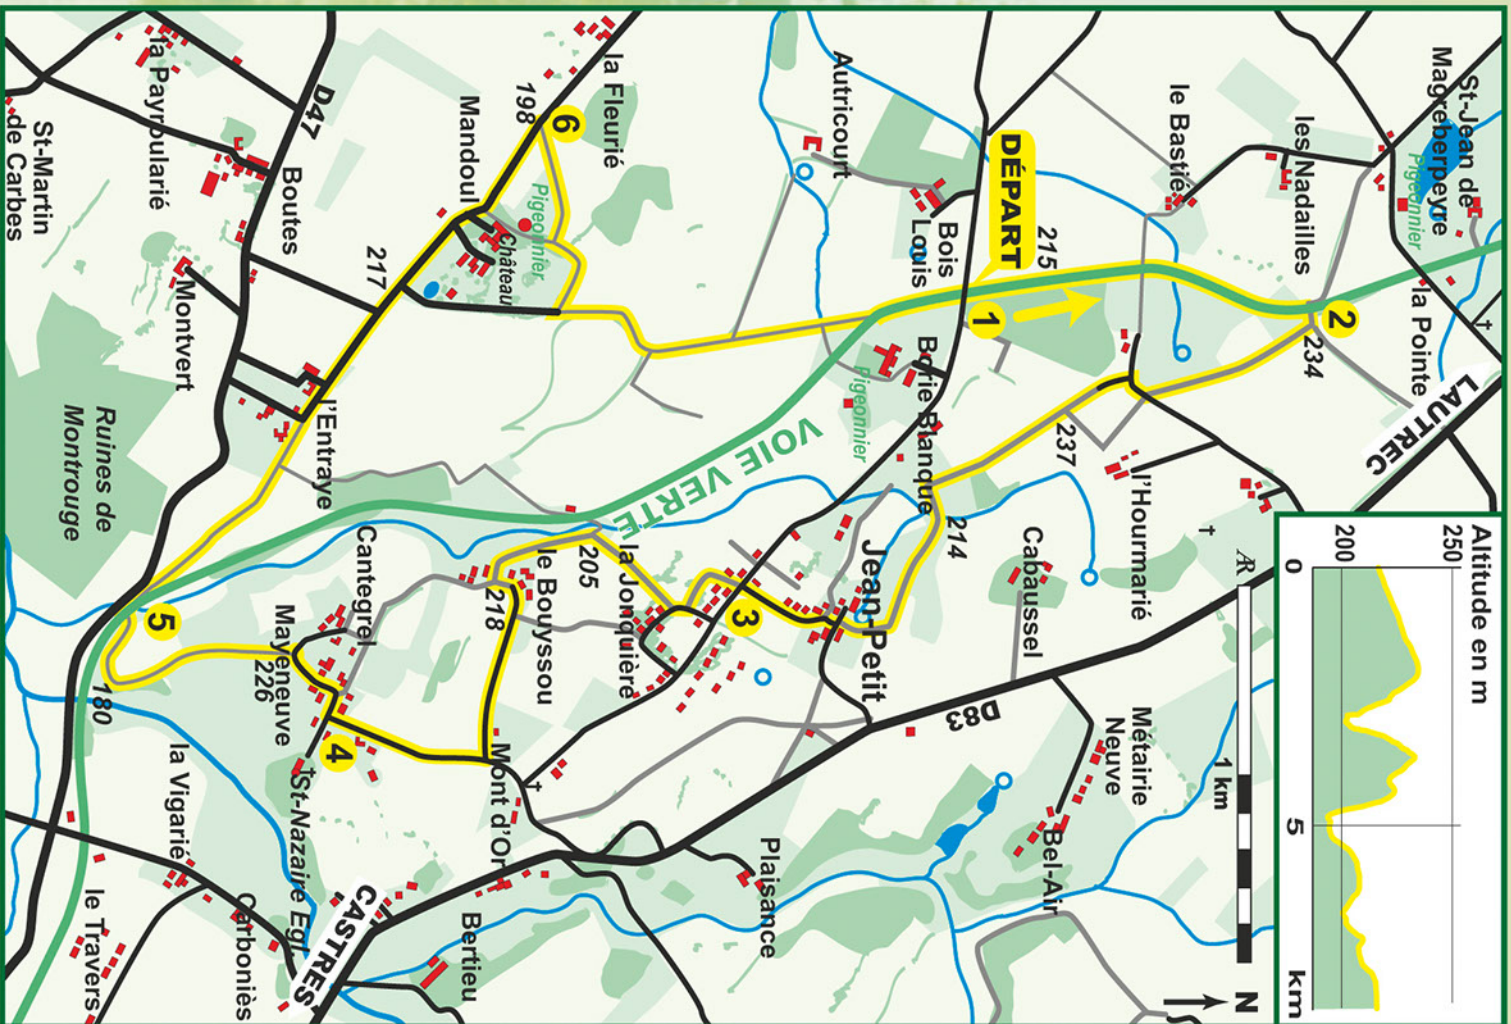 St-Jean de
Magreberpeyre
Pigeonnier
la Pointe
les Nadailles
le Bastié
2
234
LAUTREC
DÉPART
215
1
Bois
Louis
Autricourt
la Fleurié
6
198
Mandoul
Pigeonnier
Château
D47
la Payroularié
St-Martin
de Carbes
Boutes
217
Montvert
l'Entraye
Ruines de
Montrouge
Borie Blanque
Pigeonnier
VOIE VERTE
237
l'Hourmarié
214
Cabaussel
Jean-Petit
3
la Jonquière
205
le Bouyssou
218
Cantegrel
Mayeneuve
226
5
180
4
St-Nazaire Egl.
Mont d'Or
D83
Métairie
Neuve
Bel-Air
Plaisance
Bertieu
CASTRES
Carboniès
la Vigarié
le Travers
Altitude en m
250
200
0
5
km
1 km
N